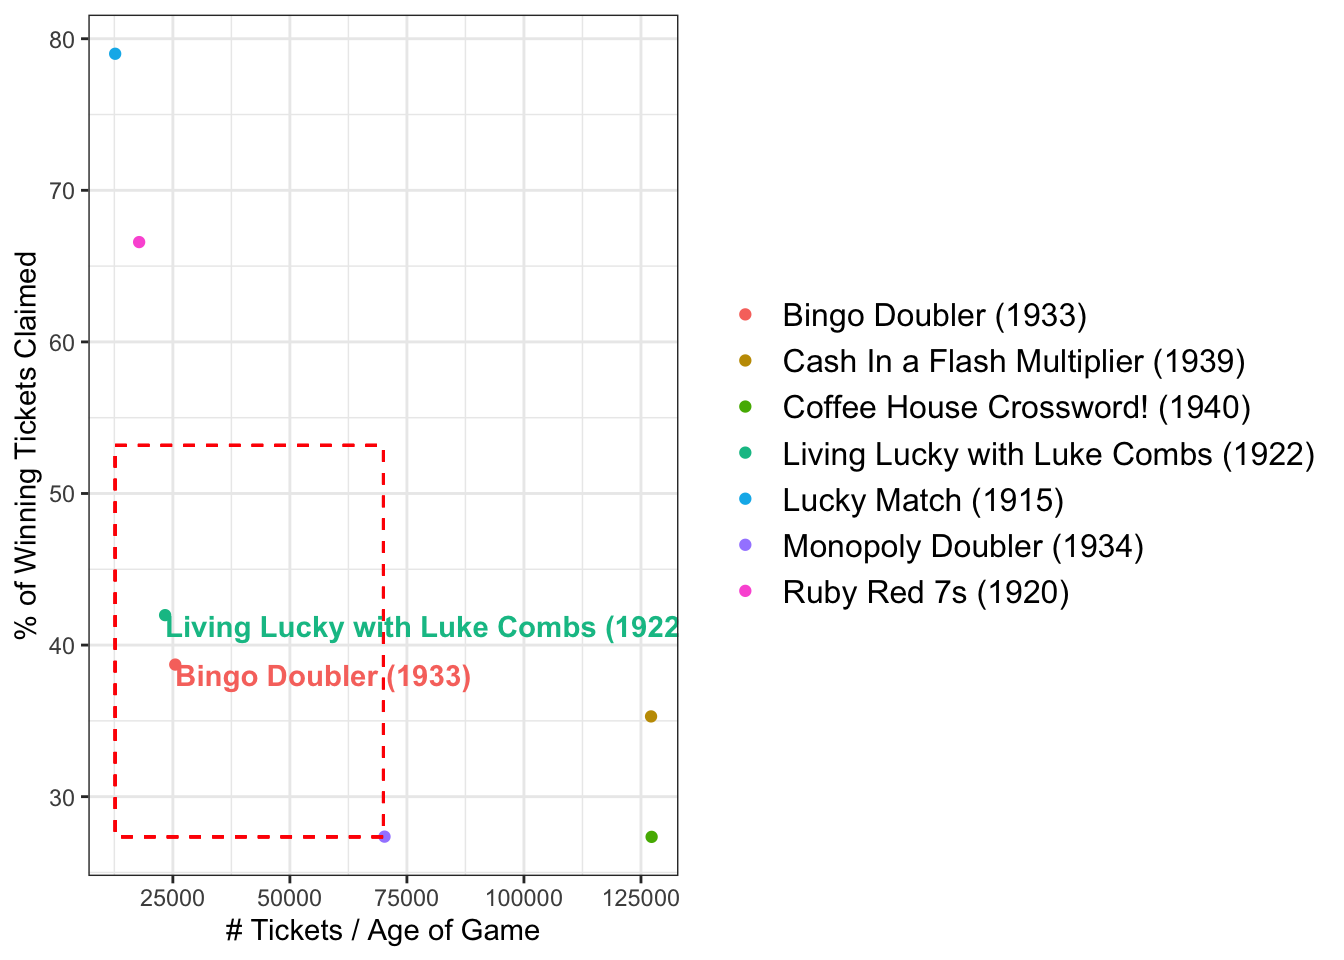 80
70
60
50
40
30
% of Winning Tickets Claimed
Living Lucky with Luke Combs (1922
Bingo Doubler (1933)
25000 50000 75000 100000 125000
# Tickets / Age of Game
Bingo Doubler (1933)
Cash In a Flash Multiplier (1939)
Coffee House Crossword! (1940)
Living Lucky with Luke Combs (1922)
Lucky Match (1915)
Monopoly Doubler (1934)
Ruby Red 7s (1920)